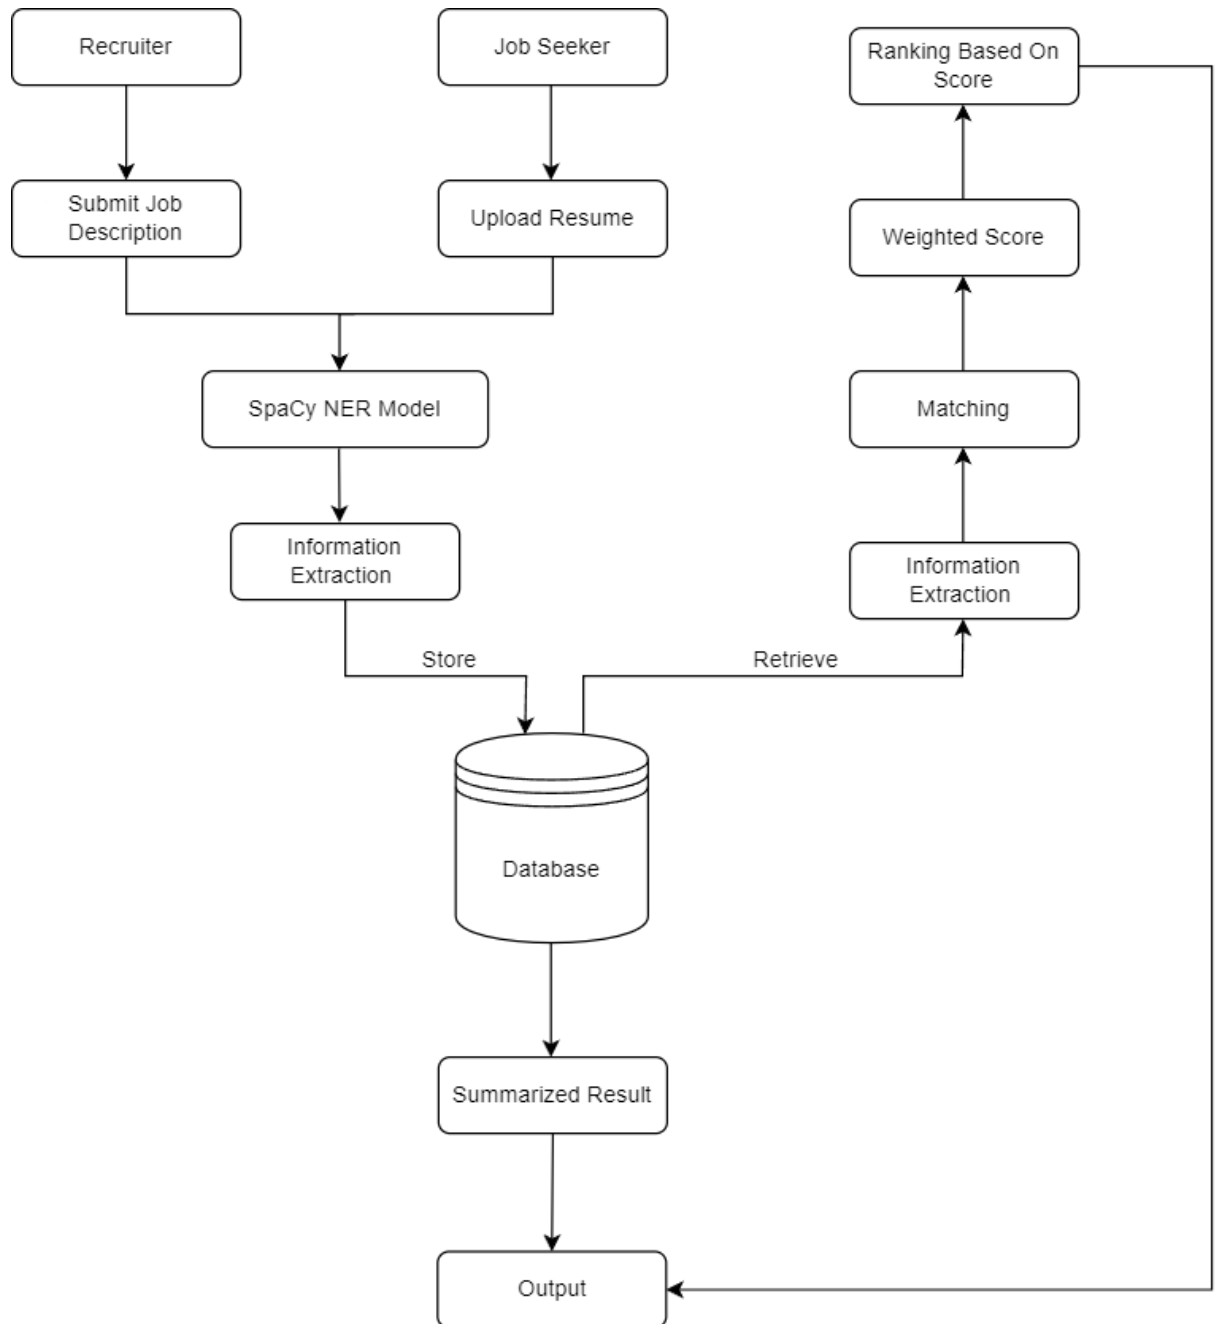 Recruiter
Job Seeker
Ranking Based On
Score
Submit Job
Description
Upload Resume
Weighted Score
SpaCy NER Model
Matching
Information
Extraction
Information
Extraction
Store
Retrieve
Database
Summarized Result
Output